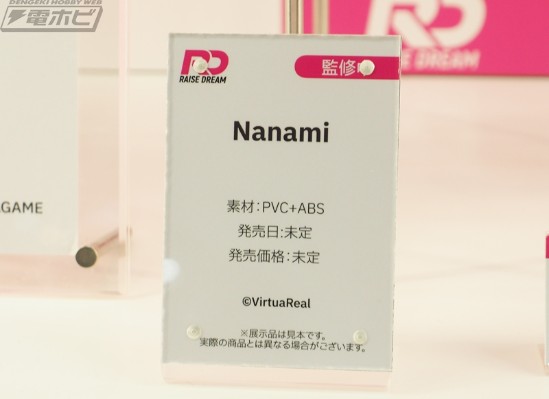 DENGEKI HOBBY WEB
電ホビ
RD
RAISE DREAM
監修中
RD
RAISE DREAM
Nanami
素材:PVC+ABS
発売日:未定
発売価格:未定
©VirtuaReal
※展示品は見本です。
実際の商品とは異なる場合がございます。
GAME